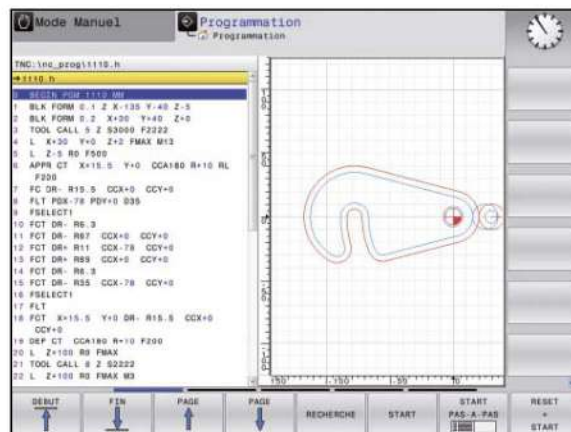 Mode Manuel
Programmation
Programmation
TNC:\nc_prog\1110.h
→1110.h
0 BEGIN PGM 1110 MM
1 BLK FORM 0.1 Z X-135 Y-40 Z-5
2 BLK FORM 0.2 X+30 Y+40 Z+0
3 TOOL CALL 5 Z S3000 F2222
4 L X+30 Y+0 Z+2 FMAX M13
5 L Z-5 R0 F500
6 APPR CT X+15.5 Y+0 CCA180 R+10 RL
F200
7 FC DR- R15.5 CCX+0 CCY+0
8 FLT PDX-78 PDY+0 D35
9 FSELECT1
10 FCT DR- R6.3
11 FCT DR- R67 CCX+0 CCY+0
12 FCT DR+ R11 CCX-78 CCY+0
13 FCT DR+ R89 CCX+0 CCY+0
14 FCT DR- R6.3
15 FCT DR- R35 CCX-78 CCY+0
16 FSELECT1
17 FLT
18 FCT X+15.5 Y+0 DR- R15.5 CCX+0
CCY+0
19 DEP CT CCA180 R+10 F200
20 L Z+100 R0 FMAX
21 TOOL CALL 8 Z S2222
22 L Z+100 R0 FMAX M3
DEBUT
FIN
PAGE
PAGE
RECHERCHE
START
START
PAS-A-PAS
RESET
+
START